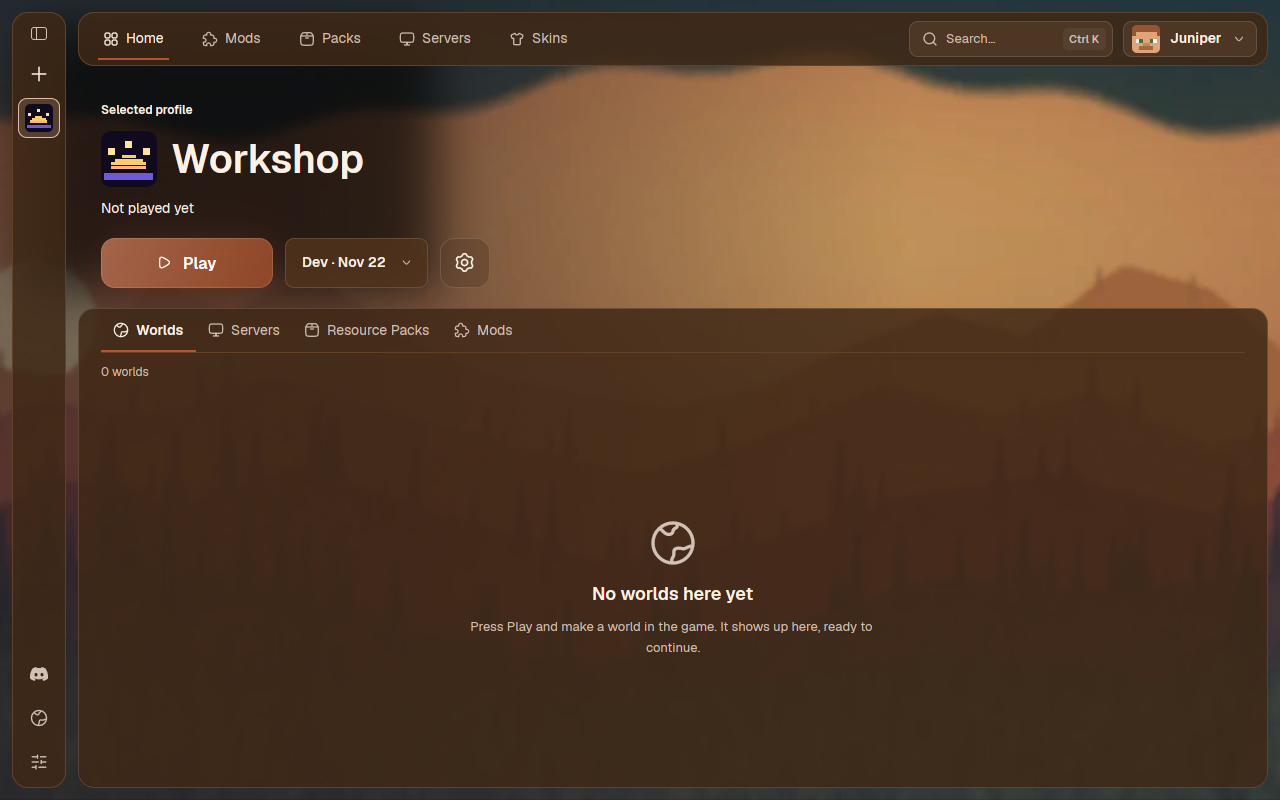 Home
Mods
Packs
Servers
Skins
Search...
Ctrl K
Juniper
Selected profile
Workshop
Not played yet
Play
Dev · Nov 22
Worlds
Servers
Resource Packs
Mods
0 worlds
No worlds here yet
Press Play and make a world in the game. It shows up here, ready to
continue.